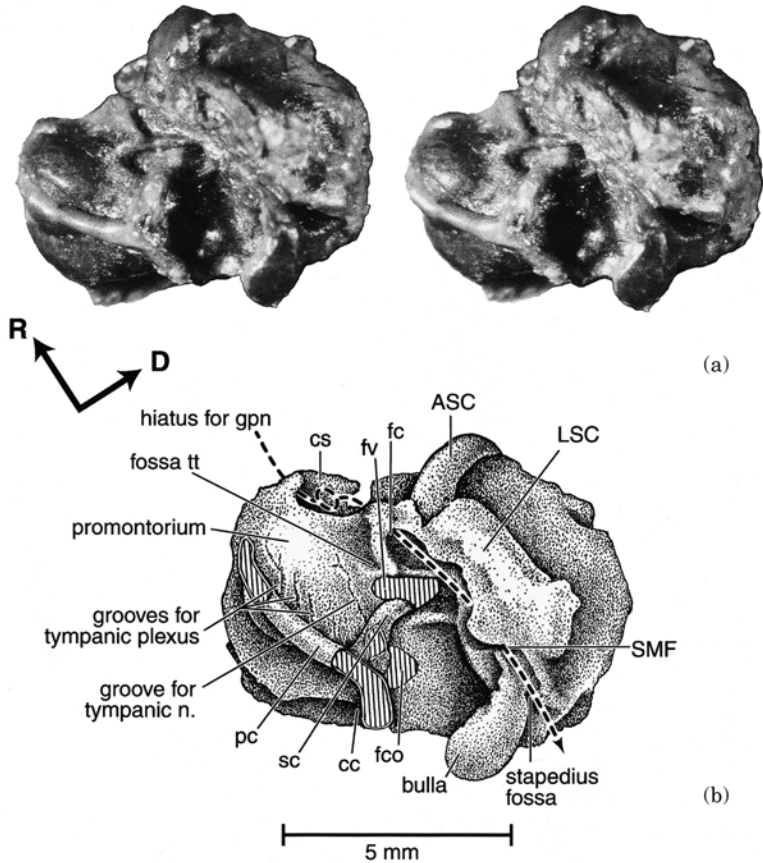 R
D
(a)
hiatus for gpn
cs
fossa tt
fv
fc
ASC
LSC
promontorium
grooves for
tympanic plexus
groove for
tympanic n.
pc
sc
cc
fco
bulla
stapedius
fossa
SMF
(b)
5 mm